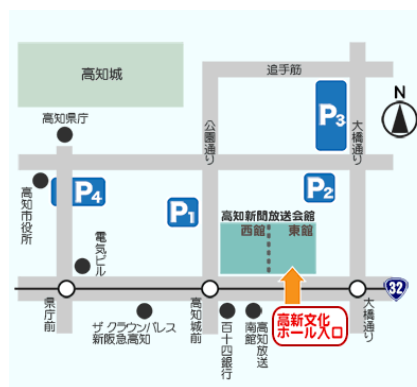 高知城
追手筋
N
高知県庁
公園通り
P3
大橋通り
高知市役所
P4
P1
P2
高知新聞放送会館
西館
東館
電気ビル
32
県庁前
ザ クラウンパレス
新阪急高知
高知城前
百十四銀行
高知放送
南館
高新文化
ホール入口
大橋通り